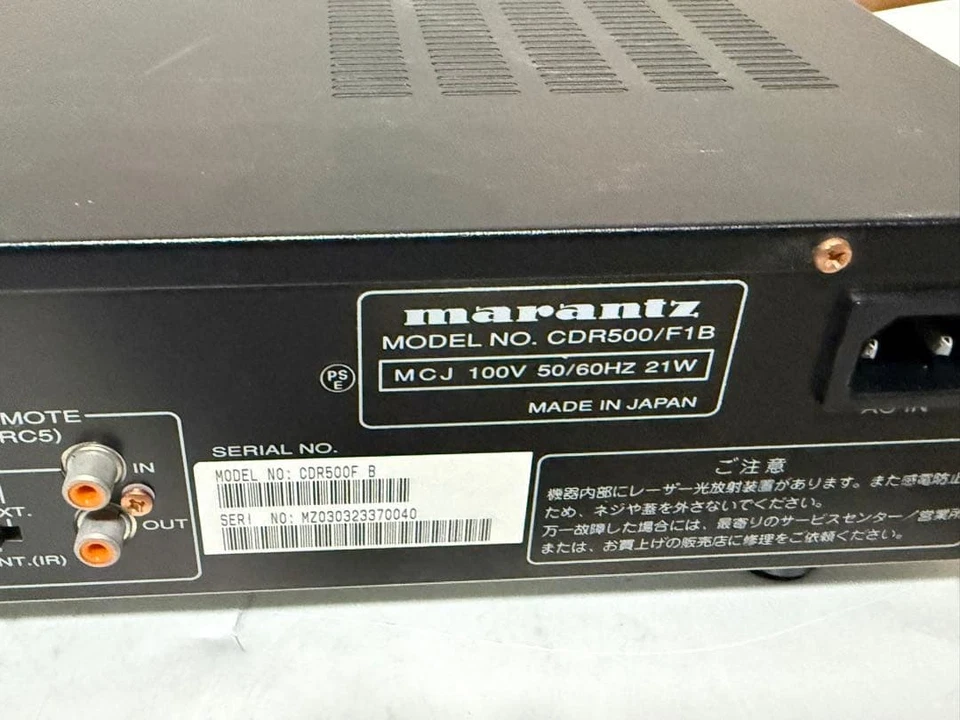 marantz
MODEL NO. CDR500/F1B
MCJ 100V 50/60HZ 21W
MADE IN JAPAN
PS
E
MOTE
RC5)
IN
XT.
OUT
NT.(IR)
SERIAL NO.
MODEL NO: CDR500F B
SERI NO: MZ030323370040
AC IN
ご注意
機器内部にレーザー光放射装置があります。また感電防止
ため、ネジや蓋を外さないでください。
万一故障した場合には、最寄りのサービスセンター／営業所
または、お買上げの販売店に修理をご依頼ください。